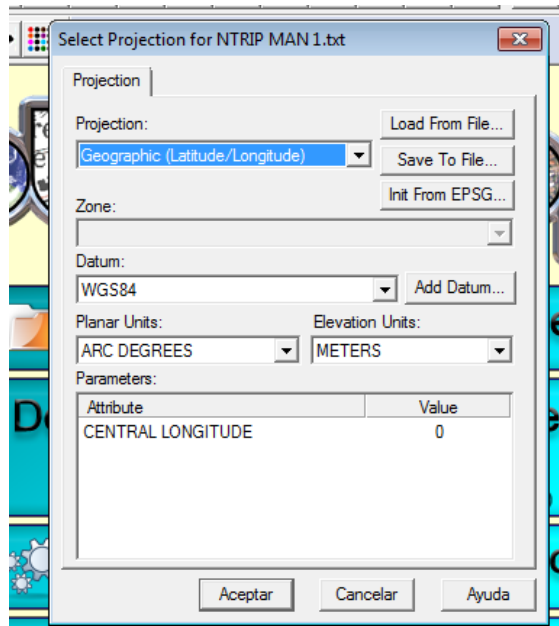 Select Projection for NTRIP MAN 1.txt
Projection
Projection:
Load From File...
Geographic (Latitude/Longitude)
Save To File...
Init From EPSG...
Zone:
Datum:
WGS84
Add Datum...
Planar Units:
Elevation Units:
ARC DEGREES
METERS
Parameters:
Attribute
Value
CENTRAL LONGITUDE
0
Aceptar
Cancelar
Ayuda